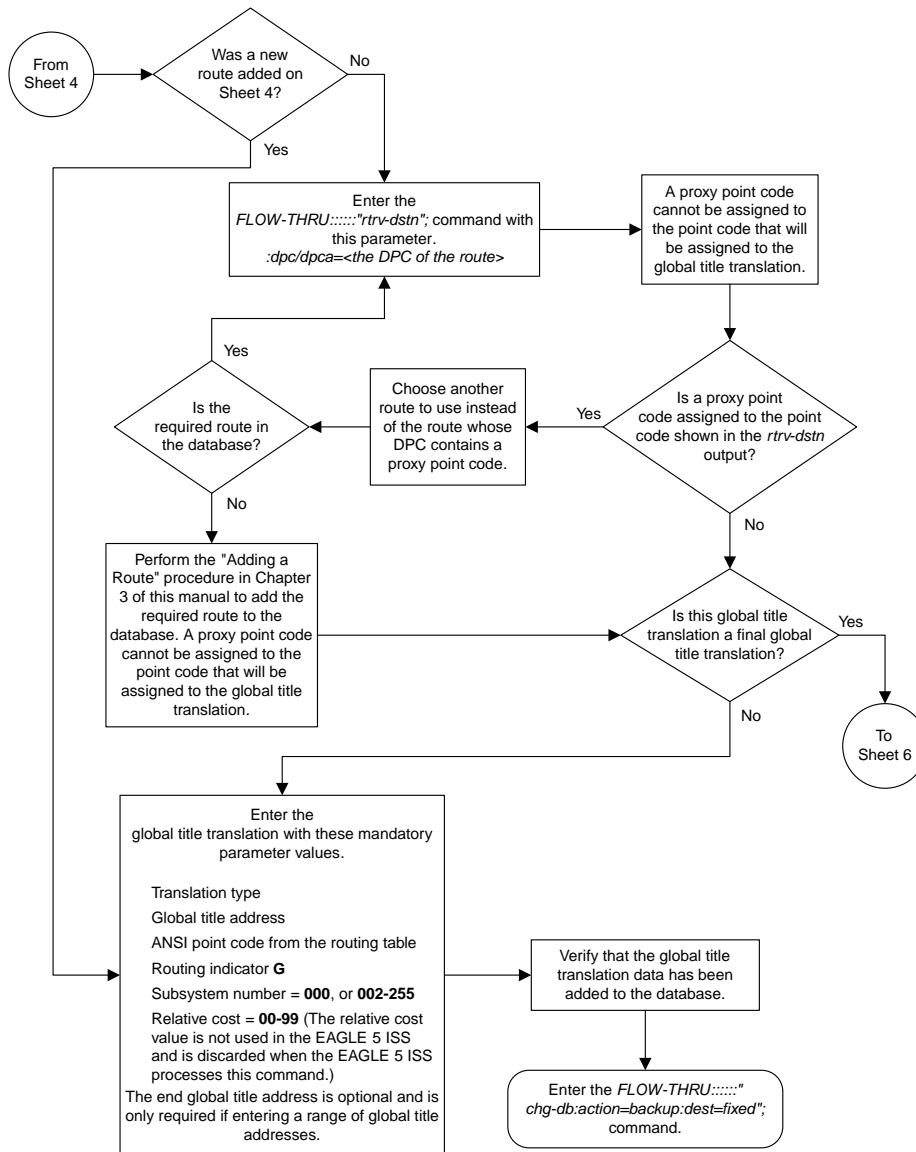 From
Sheet 4
Was a new
route added on
Sheet 4?
No
Yes
Enter the
FLOW-THRU::::::"rtrv-dstn"; command with
this parameter.
:dpc/dpca=<the DPC of the route>
A proxy point code
cannot be assigned to
the point code that will
be assigned to the
global title translation.
Yes
Is the
required route in
the database?
No
Choose another
route to use instead
of the route whose
DPC contains a
proxy point code.
Yes
Is a proxy point
code assigned to the point
code shown in the rtrv-dstn
output?
No
Perform the "Adding a
Route" procedure in Chapter
3 of this manual to add the
required route to the
database. A proxy point code
cannot be assigned to the
point code that will be
assigned to the global title
translation.
Is this global title
translation a final global
title translation?
Yes
No
To
Sheet 6
Enter the
global title translation with these mandatory
parameter values.
Translation type
Global title address
ANSI point code from the routing table
Routing indicator G
Subsystem number = 000, or 002-255
Relative cost = 00-99 (The relative cost
value is not used in the EAGLE 5 ISS
and is discarded when the EAGLE 5 ISS
processes this command.)
The end global title address is optional and is
only required if entering a range of global title
addresses.
Verify that the global title
translation data has been
added to the database.
Enter the FLOW-THRU::::::"
chg-db:action=backup:dest=fixed";
command.